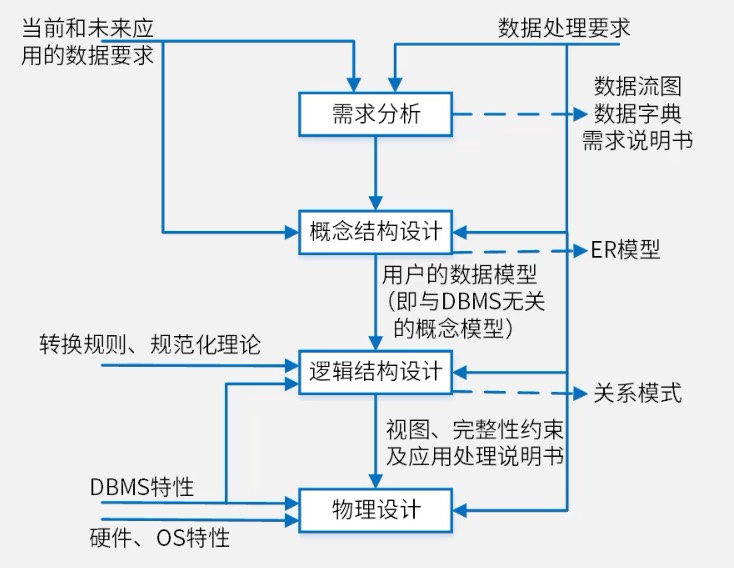 当前和未来应
用的数据要求
数据处理要求
需求分析
数据流图
数据字典
需求说明书
概念结构设计
ER模型
用户的数据模型
（即与DBMS无关
的概念模型）
转换规则、规范化理论
逻辑结构设计
关系模式
视图、完整性约束
及应用处理说明书
DBMS特性
物理设计
硬件、OS特性